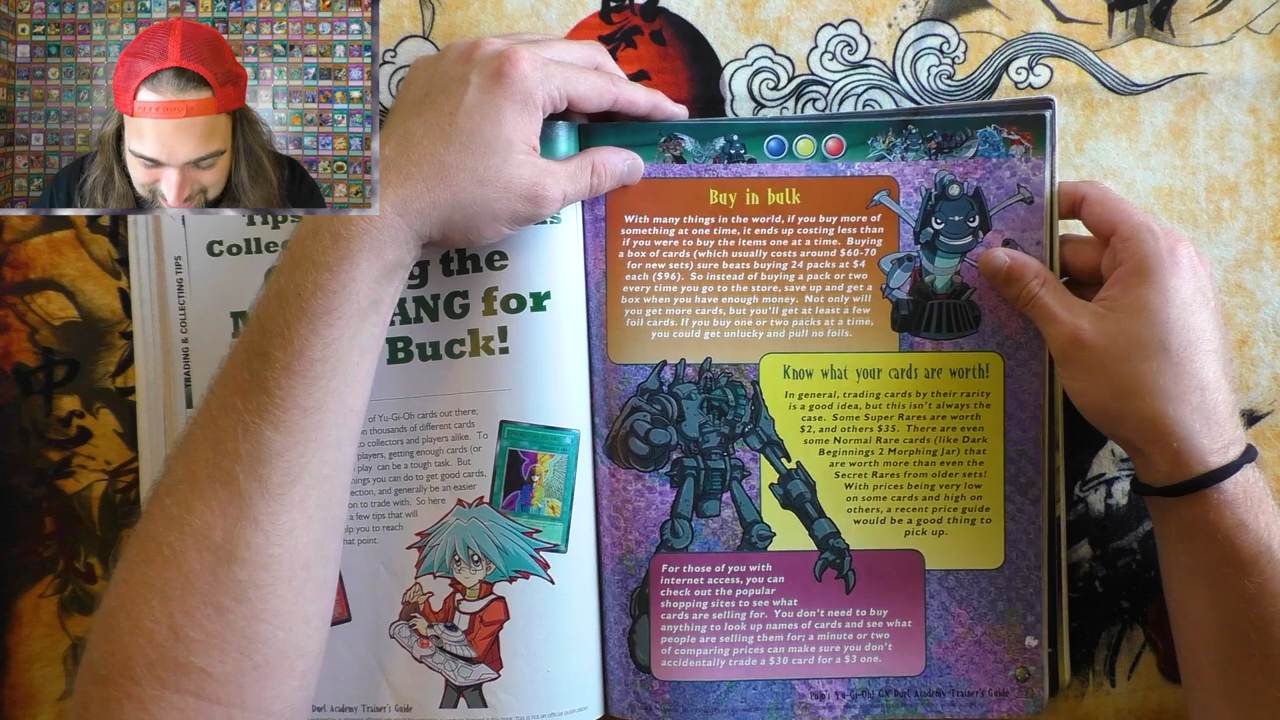 TRADING & COLLECTING TIPS
Tips
Colle
g the
ANG for
Buck!
of Yu-Gi-Oh cards out there,
thousands of different cards
collectors and players alike. To
players, getting enough cards (or
play can be a tough task. But
things you can do to get good cards,
ection, and generally be an easier
on to trade with. So here
a few tips that will
lp you to reach
hat point.
Duel Academy Trainer's Guide
This is not an official publication.
Buy in bulk
With many things in the world, if you buy more of
something at one time, it ends up costing less than
if you were to buy the items one at a time. Buying
a box of cards (which usually costs around $60-70
for new sets) sure beats buying 24 packs at $4
each ($96). So instead of buying a pack or two
every time you go to the store, save up and get a
box when you have enough money. Not only will
you get more cards, but you'll get at least a few
foil cards. If you buy one or two packs at a time,
you could get unlucky and pull no foils.
Know what your cards are worth!
In general, trading cards by their rarity
is a good idea, but this isn't always the
case. Some Super Rares are worth
$2, and others $35. There are even
some Normal Rare cards (like Dark
Beginnings 2 Morphing Jar) that
are worth more than even the
Secret Rares from older sets!
With prices being very low
on some cards and high on
others, a recent price guide
would be a good thing to
pick up.
For those of you with
internet access, you can
check out the popular
shopping sites to see what
cards are selling for. You don't need to buy
anything to look up names of cards and see what
people are selling them for; a minute or two
of comparing prices can make sure you don't
accidentally trade a $30 card for a $3 one.
Pojo's Yu-Gi-Oh! GX Duel Academy Trainer's Guide